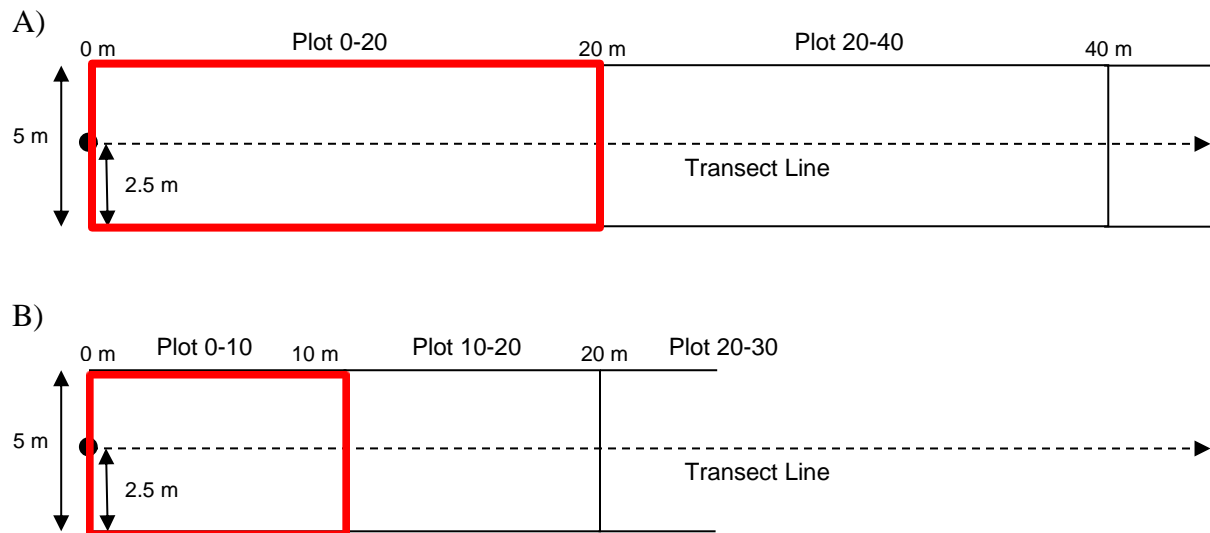 A)
Plot 0-20 Plot 20-40
0 m 20 m 40 m
5 m
Transect Line
2.5 m
B)
Plot 0-10 Plot 10-20 Plot 20-30
0 m 10 m 20 m
5 m
Transect Line
2.5 m